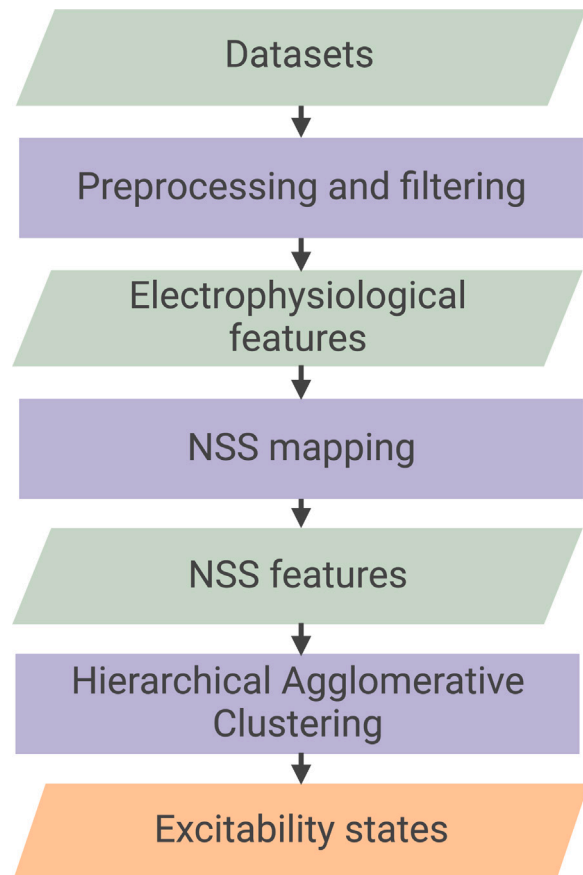 Datasets
Preprocessing and filtering
Electrophysiological
features
NSS mapping
NSS features
Hierarchical Agglomerative
Clustering
Excitability states